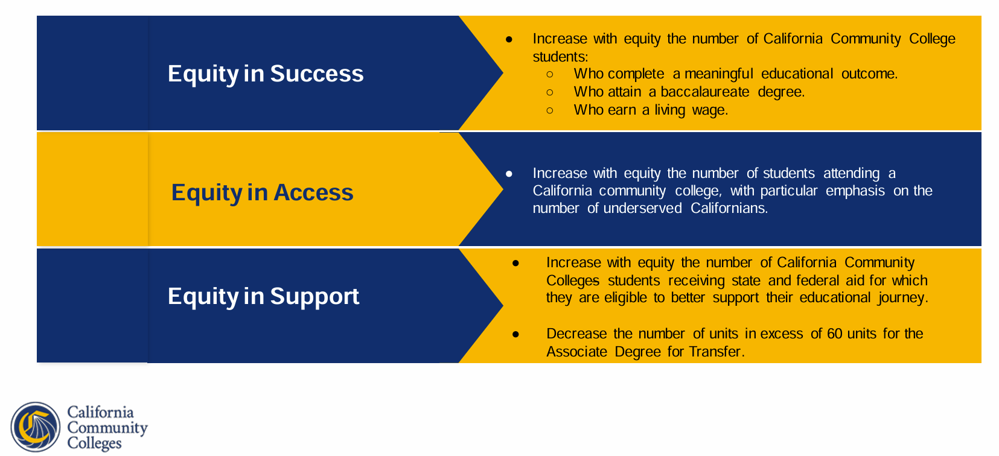 Equity in Success
● Increase with equity the number of California Community College
students:
○ Who complete a meaningful educational outcome.
○ Who attain a baccalaureate degree.
○ Who earn a living wage.
Equity in Access
● Increase with equity the number of students attending a
California community college, with particular emphasis on the
number of underserved Californians.
Equity in Support
● Increase with equity the number of California Community
Colleges students receiving state and federal aid for which
they are eligible to better support their educational journey.
● Decrease the number of units in excess of 60 units for the
Associate Degree for Transfer.
California
Community
Colleges